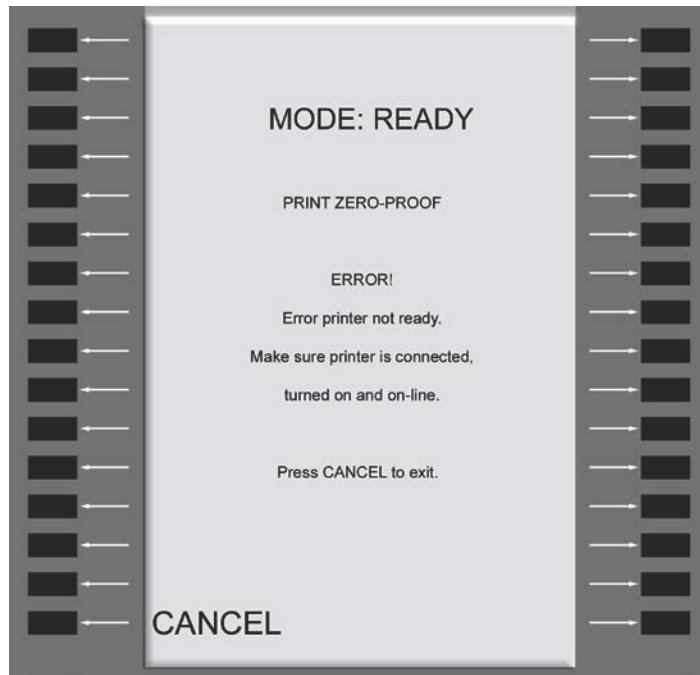 MODE: READY
PRINT ZERO-PROOF
ERROR!
Error printer not ready.
Make sure printer is connected,
turned on and on-line.
Press CANCEL to exit.
CANCEL